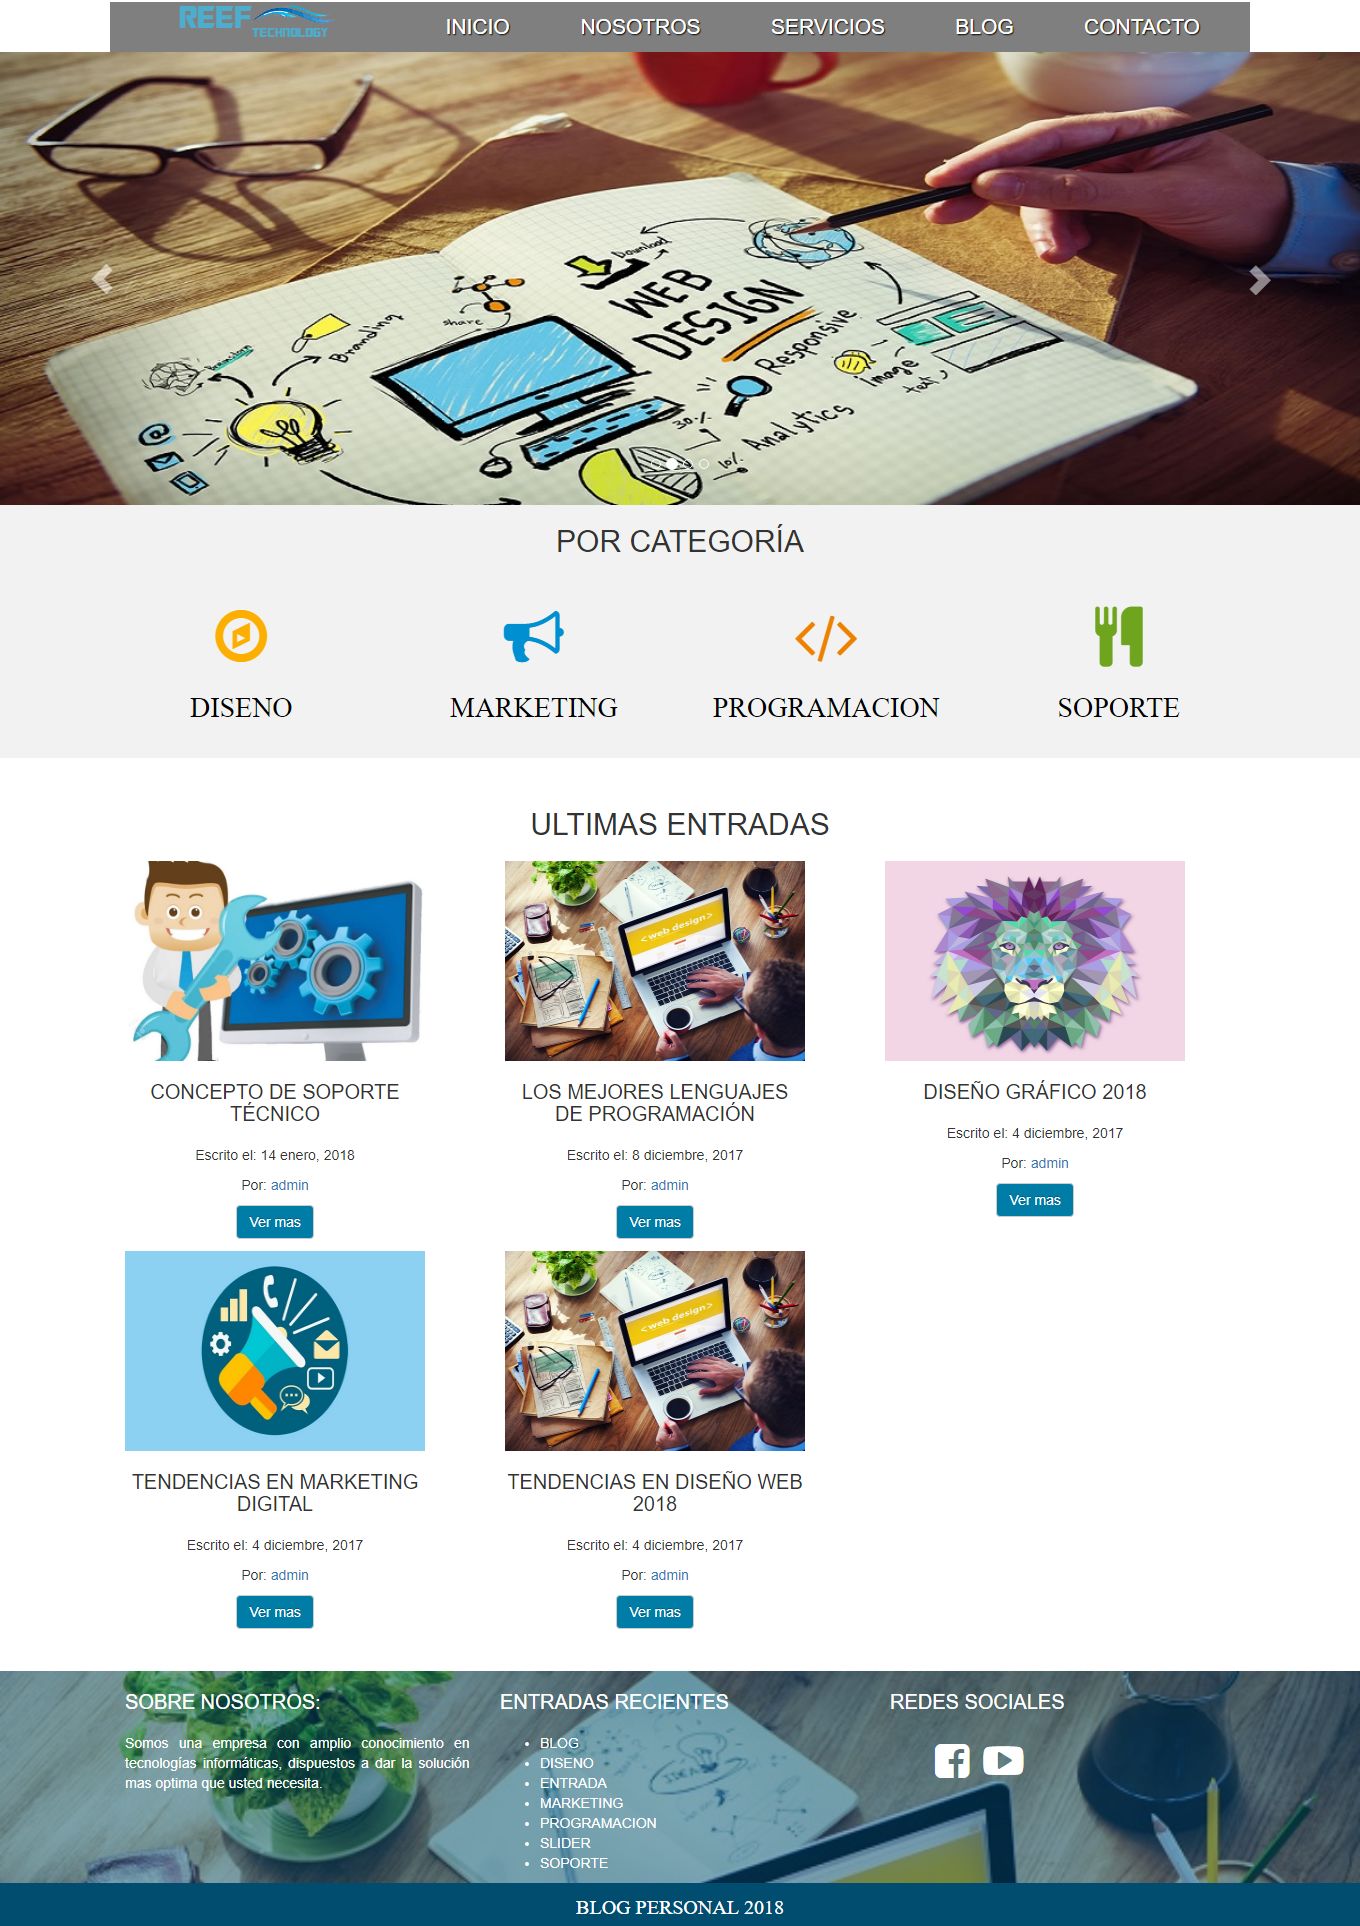 REEF TECHNOLOGY
INICIO NOSOTROS SERVICIOS BLOG CONTACTO
Download
WEB
DESIGN
share
Branding
Responsive
image
text
Analytics
30%
10%
POR CATEGORÍA
DISENO MARKETING PROGRAMACION SOPORTE
ULTIMAS ENTRADAS
<web design>
CONCEPTO DE SOPORTE
TÉCNICO
Escrito el: 14 enero, 2018
Por: admin
Ver mas
LOS MEJORES LENGUAJES
DE PROGRAMACIÓN
Escrito el: 8 diciembre, 2017
Por: admin
Ver mas
DISEÑO GRÁFICO 2018
Escrito el: 4 diciembre, 2017
Por: admin
Ver mas
<web design>
TENDENCIAS EN MARKETING
DIGITAL
Escrito el: 4 diciembre, 2017
Por: admin
Ver mas
TENDENCIAS EN DISEÑO WEB
2018
Escrito el: 4 diciembre, 2017
Por: admin
Ver mas
SOBRE NOSOTROS:
Somos una empresa con amplio conocimiento en
tecnologías informáticas, dispuestos a dar la solución
mas optima que usted necesita.
ENTRADAS RECIENTES
BLOG
DISENO
ENTRADA
MARKETING
PROGRAMACION
SLIDER
SOPORTE
REDES SOCIALES
BLOG PERSONAL 2018